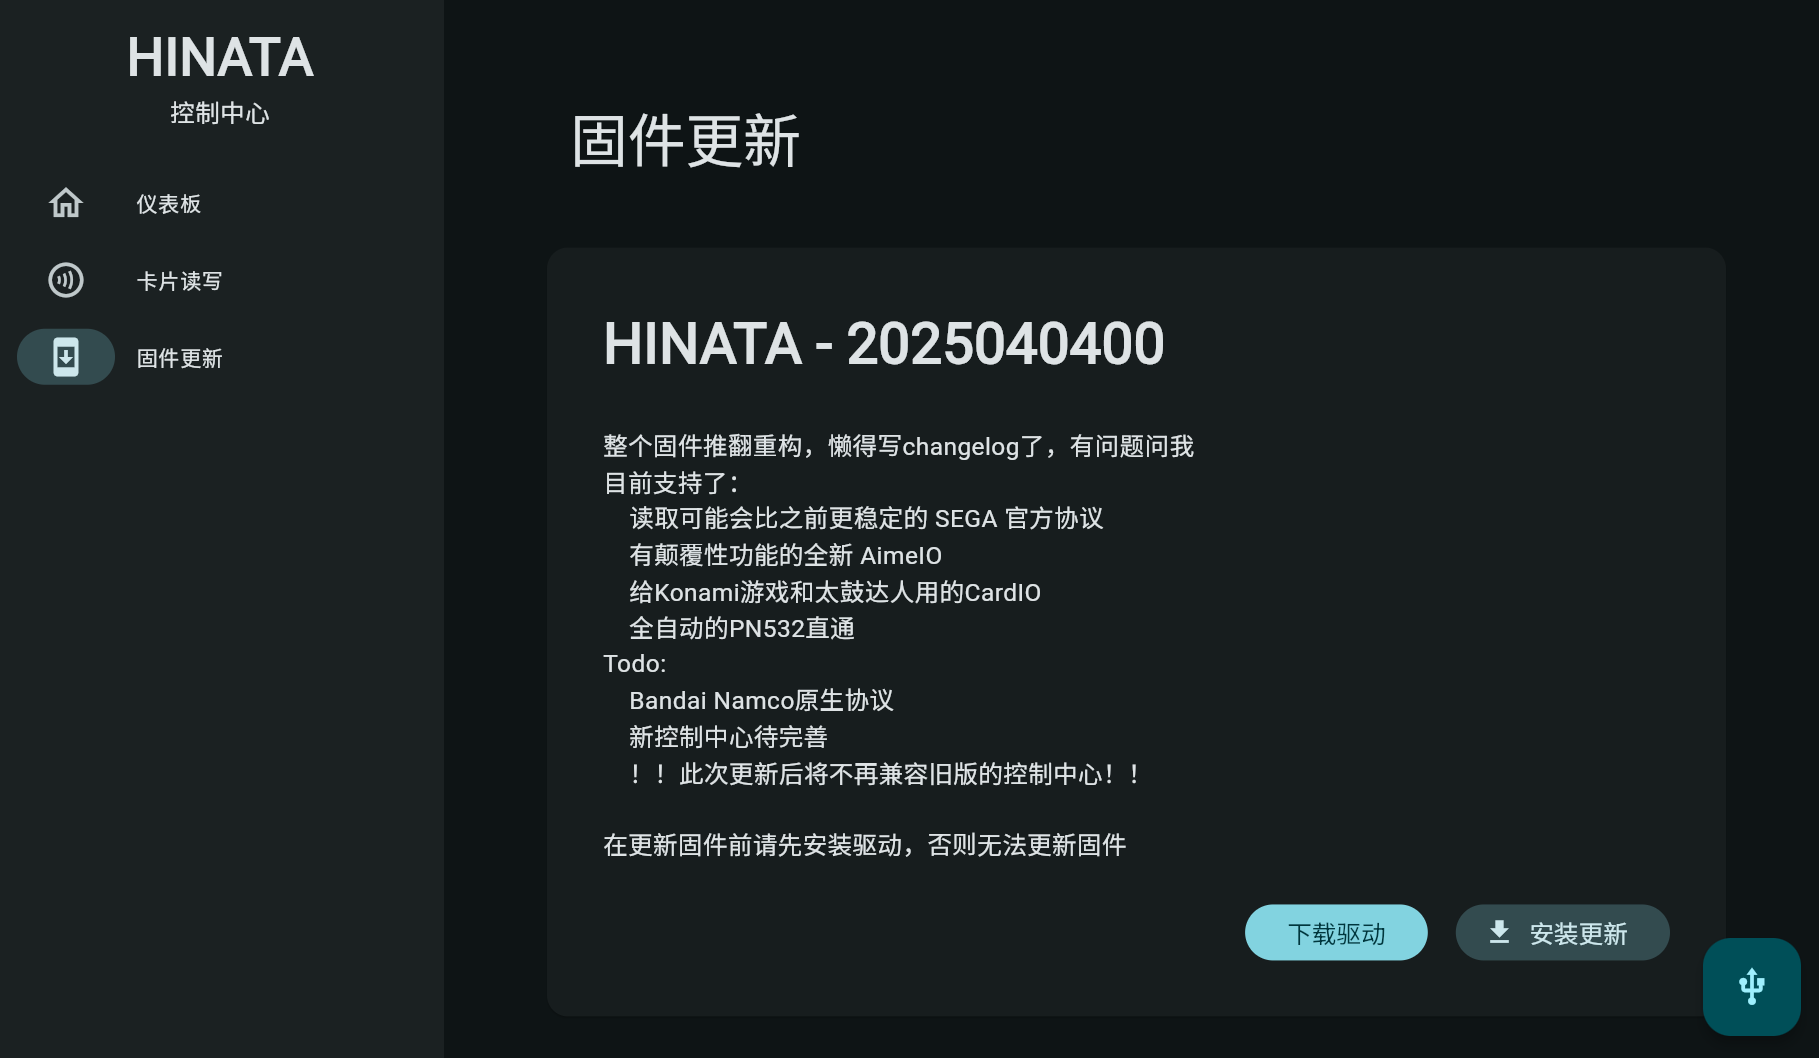 HINATA
控制中心
仪表板
卡片读写
固件更新
固件更新
HINATA - 2025040400
整个固件推翻重构，懒得写changelog了，有问题问我
目前支持了：
读取可能会比之前更稳定的 SEGA 官方协议
有颠覆性功能的全新 AimeIO
给Konami游戏和太鼓达人用的CardIO
全自动的PN532直通
Todo:
Bandai Namco原生协议
新控制中心待完善
！！此次更新后将不再兼容旧版的控制中心！！
在更新固件前请先安装驱动，否则无法更新固件
下载驱动
安装更新